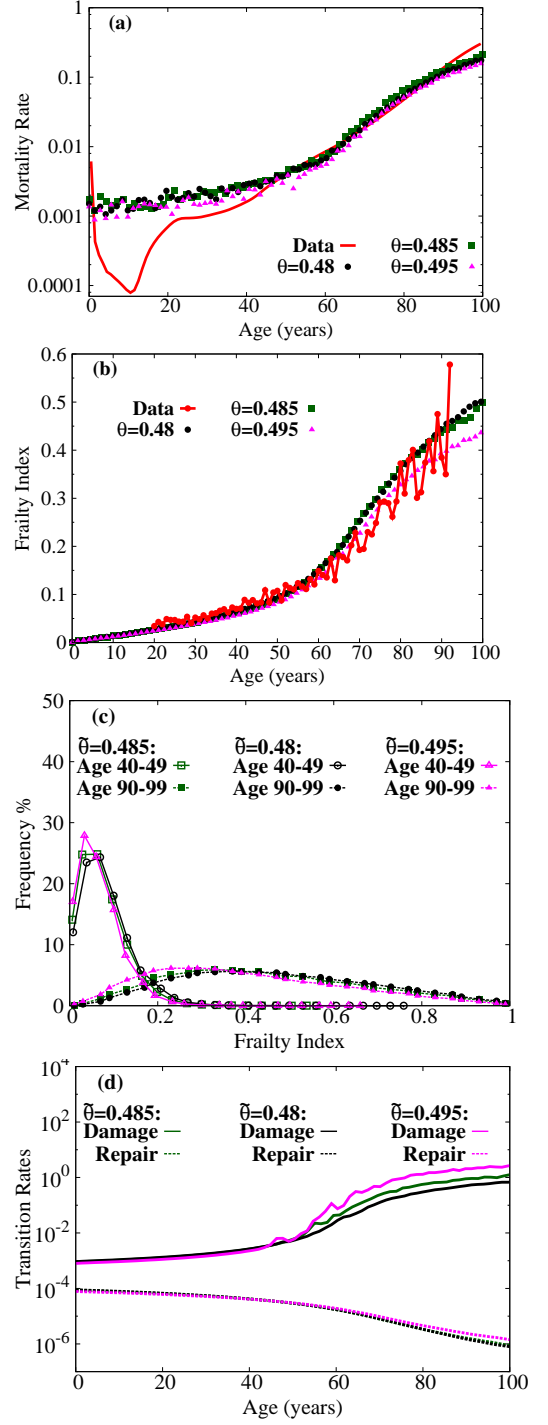 (a)
1
0.1
0.01
0.001
0.0001
Mortality Rate
Data
θ=0.485
θ=0.48
θ=0.495
0 20 40 60 80 100
Age (years)
(b)
0.6
0.5
0.4
0.3
0.2
0.1
0
Frailty Index
Data
θ=0.485
θ=0.48
θ=0.495
0 10 20 30 40 50 60 70 80 90 100
Age (years)
(c)
50
40
30
20
10
0
Frequency %
θ̃=0.485: θ̃=0.48: θ̃=0.495:
Age 40-49 Age 40-49 Age 40-49
Age 90-99 Age 90-99 Age 90-99
0 0.2 0.4 0.6 0.8 1
Frailty Index
(d)
10⁴
10²
10⁰
10⁻²
10⁻⁴
10⁻⁶
Transition Rates
θ̃=0.485: θ̃=0.48: θ̃=0.495:
Damage Damage Damage
Repair Repair Repair
0 20 40 60 80 100
Age (years)